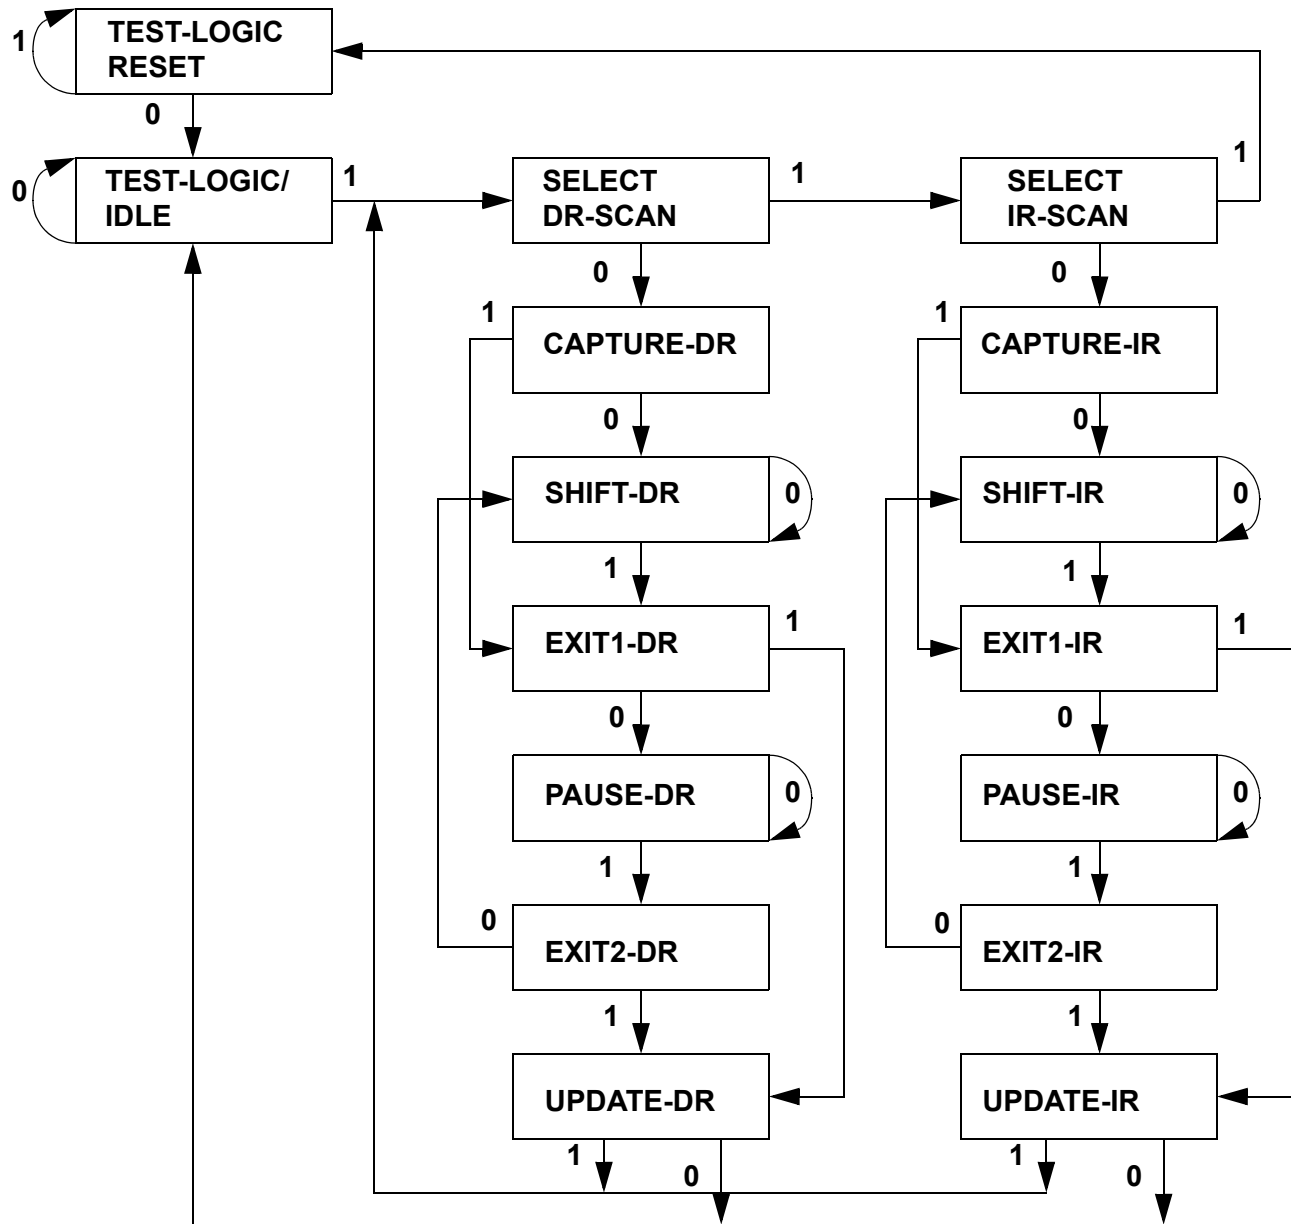 1
TEST-LOGIC
RESET
0
0
TEST-LOGIC/
IDLE
1
SELECT
DR-SCAN
1
SELECT
IR-SCAN
1
0
0
1
CAPTURE-DR
1
CAPTURE-IR
0
0
SHIFT-DR
0
SHIFT-IR
0
1
1
EXIT1-DR
1
EXIT1-IR
1
0
0
PAUSE-DR
0
PAUSE-IR
0
1
1
0
EXIT2-DR
0
EXIT2-IR
1
1
UPDATE-DR
UPDATE-IR
1
0
1
0